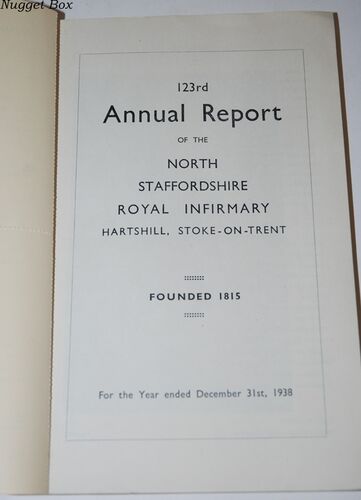 Nugget Box
123rd
Annual Report
OF THE
NORTH
STAFFORDSHIRE
ROYAL INFIRMARY
HARTSHILL, STOKE-ON-TRENT
FOUNDED 1815
For the Year ended December 31st, 1938